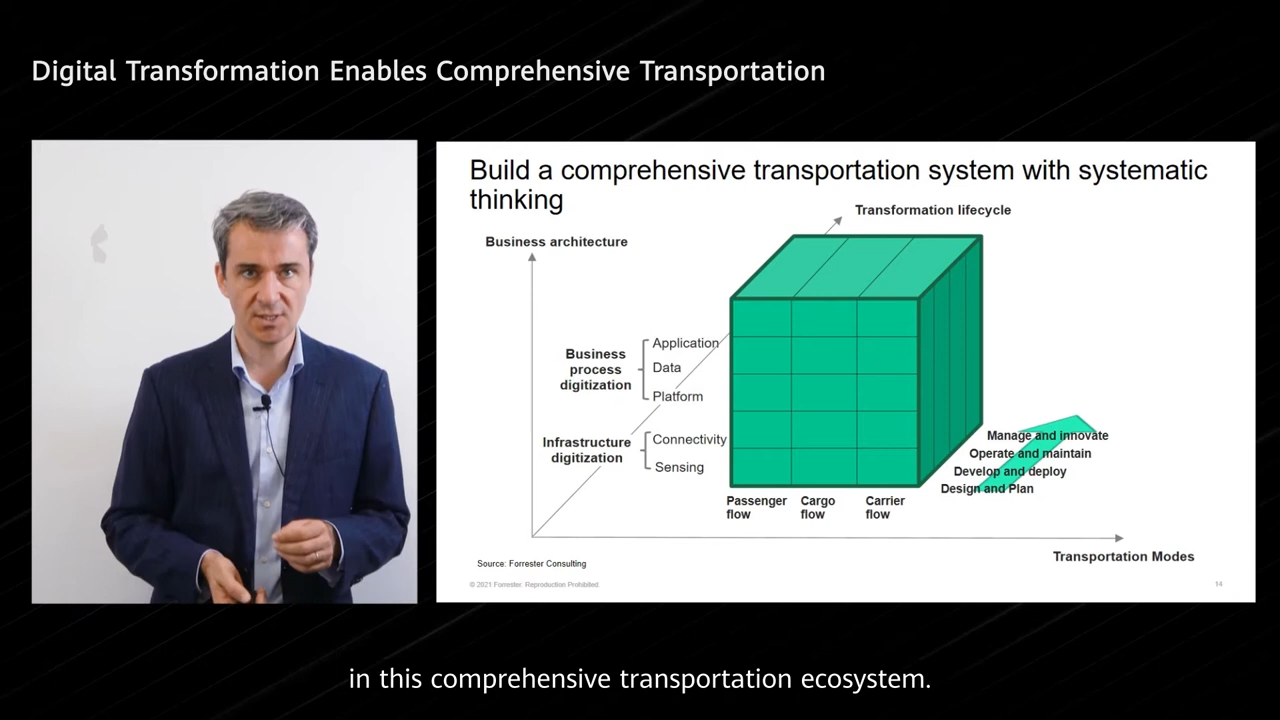 Digital Transformation Enables Comprehensive Transportation
Build a comprehensive transportation system with systematic
thinking
Transformation lifecycle
Business architecture
Business
process
digitization
Application
Data
Platform
Infrastructure
digitization
Connectivity
Sensing
Manage and innovate
Operate and maintain
Develop and deploy
Design and Plan
Passenger
flow
Cargo
flow
Carrier
flow
Transportation Modes
Source: Forrester Consulting
© 2021 Forrester. Reproduction Prohibited.
14
in this comprehensive transportation ecosystem.